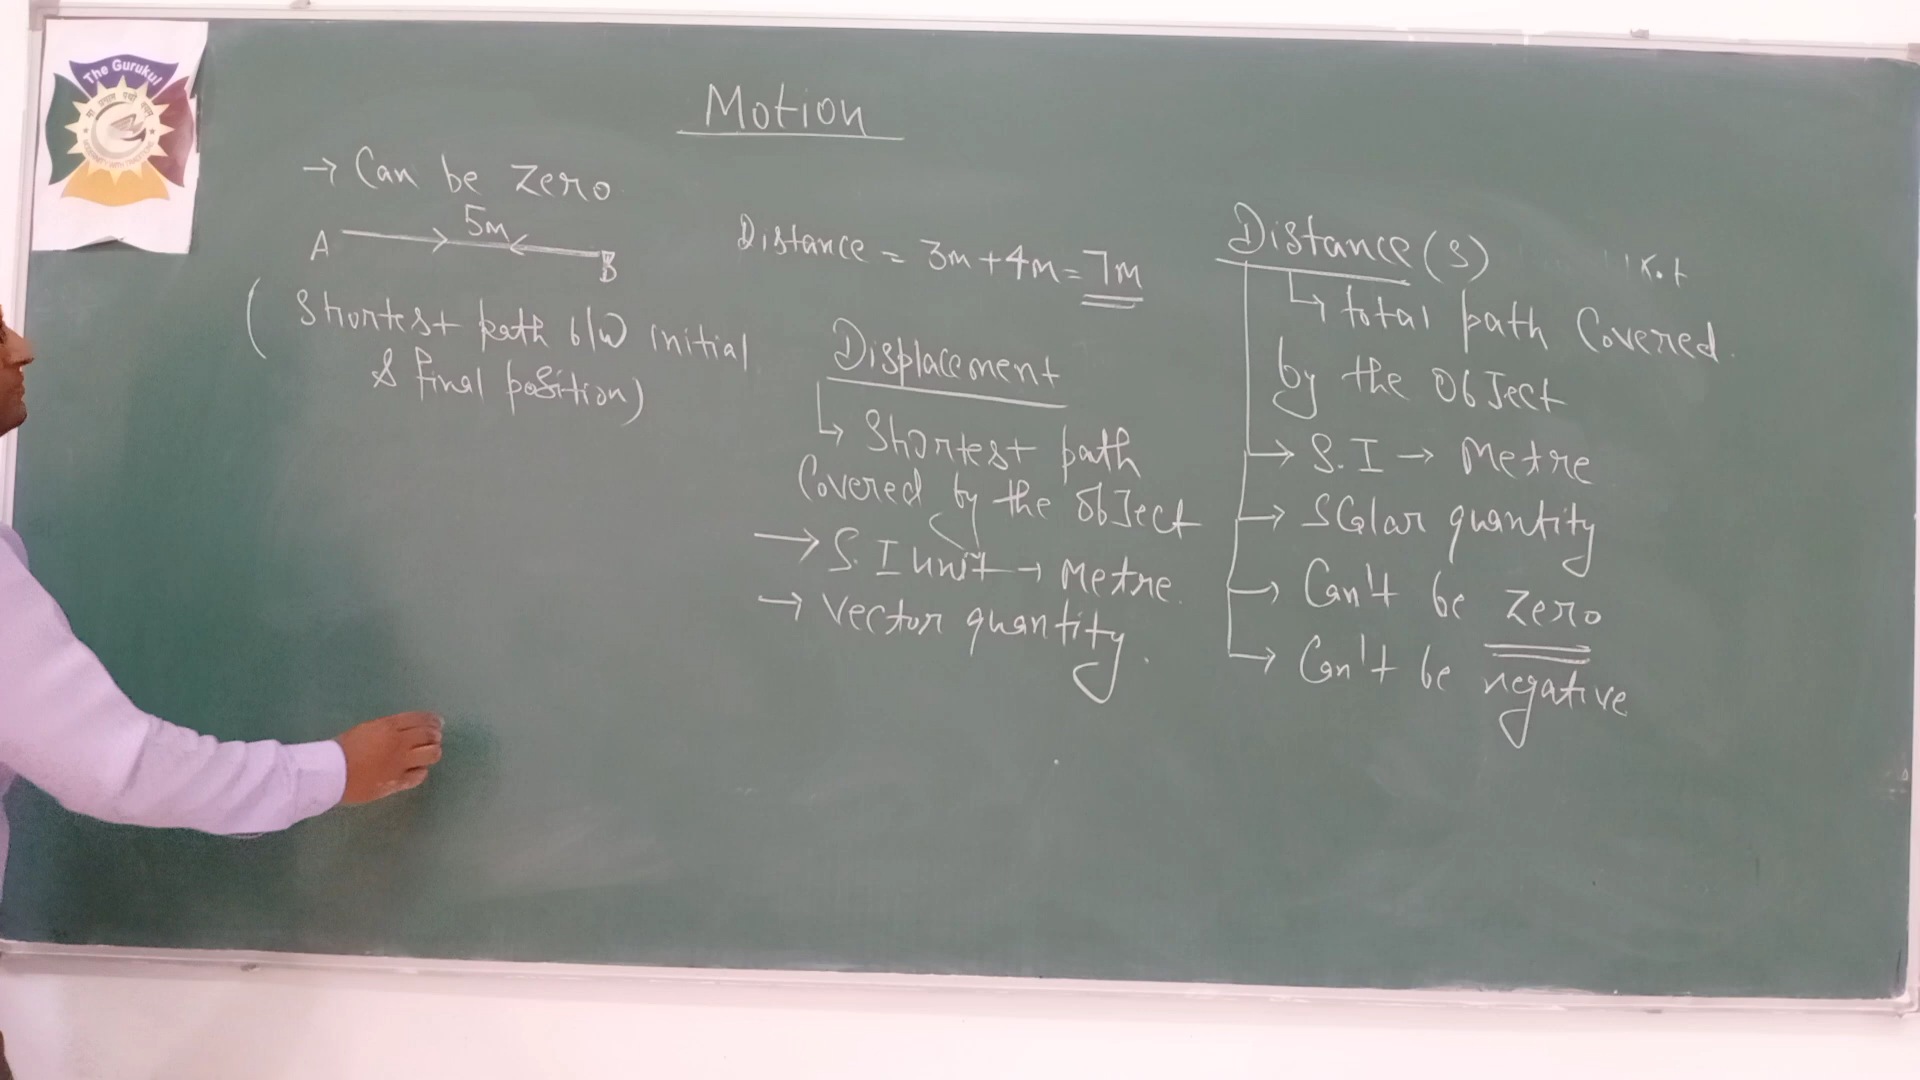 The Gurukul
Motion
→ Can be zero
5m
A B
( Shortest path b/w initial
& final position)
Distance = 3m+4m=7m
Displacement
↳ Shortest path
Covered by the ObJect
→ S.I unit → Metre
→ Vector quantity.
Distance (S)
↳ total path Covered.
by the ObJect
→ S.I → Metre
→ SCalar quantity
→ Can't be zero
→ Can't be negative